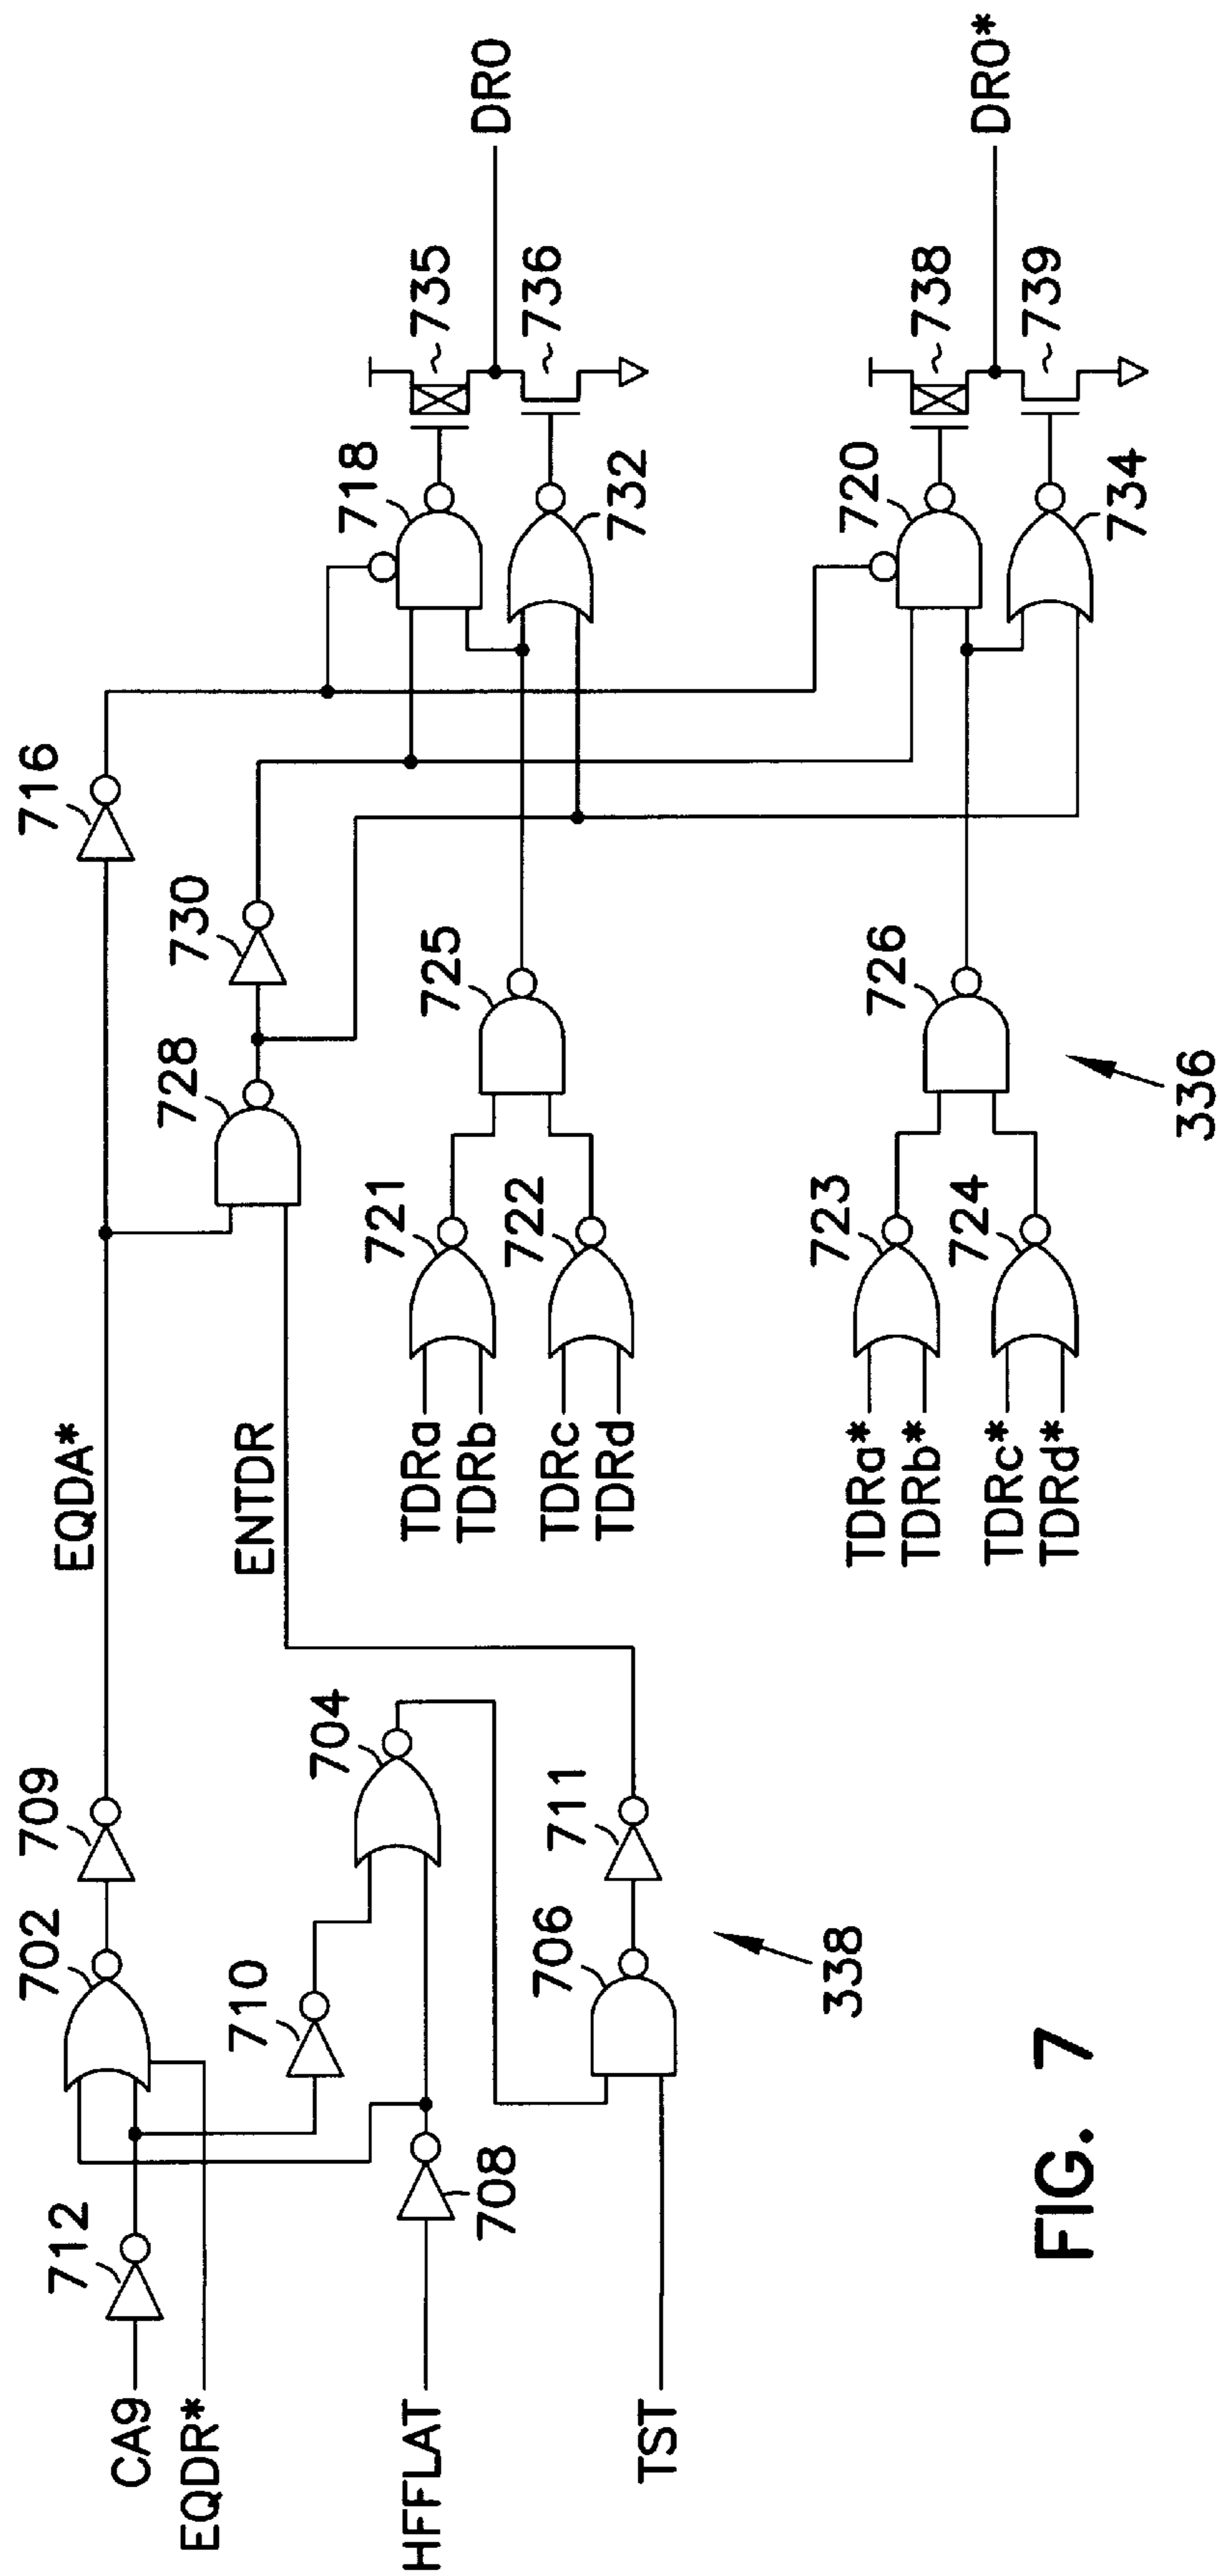 CA9
EQDR*
HFFLAT
TST
712
702
709
710
704
708
706
711
338
EQDA*
ENTDR
716
728
730
TDRa
TDRb
TDRc
TDRd
721
722
725
TDRa*
TDRb*
TDRc*
TDRd*
723
724
726
336
718
732
735
736
DRO
720
734
738
739
DRO*
FIG. 7